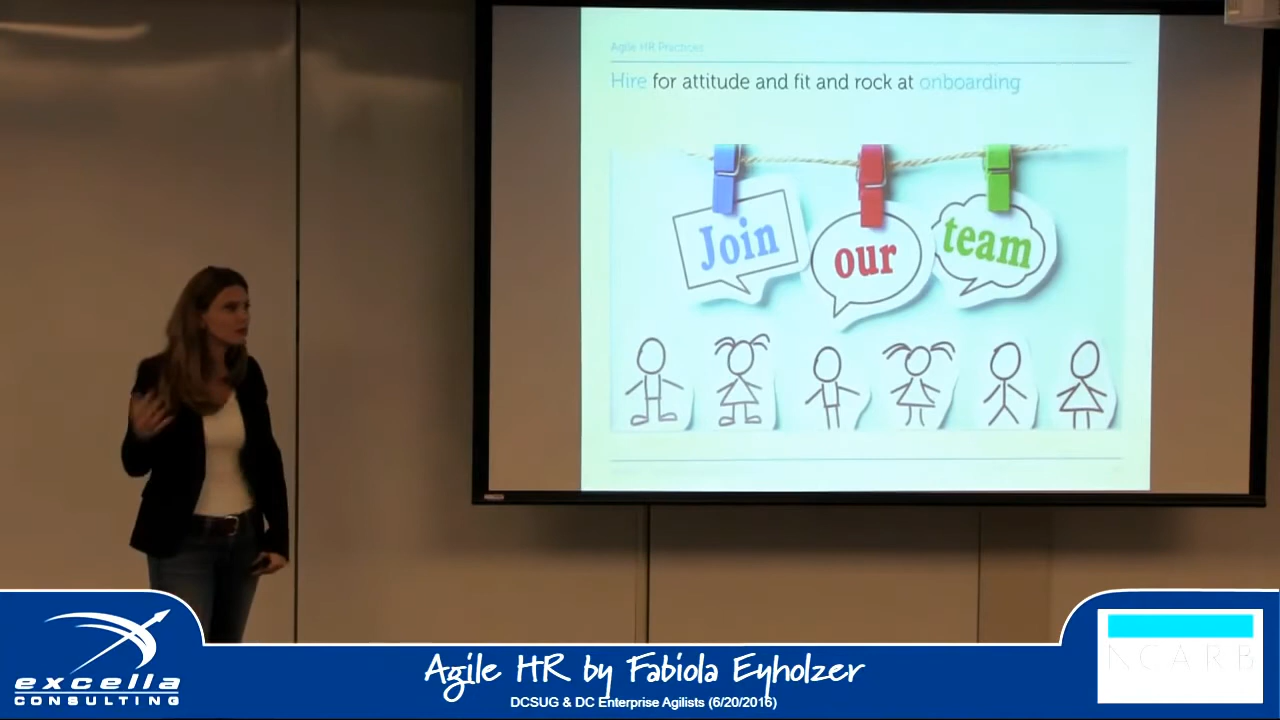 Agile HR Practices
Hire for attitude and fit and rock at onboarding
Join our team
excella
CONSULTING
Agile HR by Fabiola Eyholzer
DCSUG & DC Enterprise Agilists (6/20/2016)
NCARB